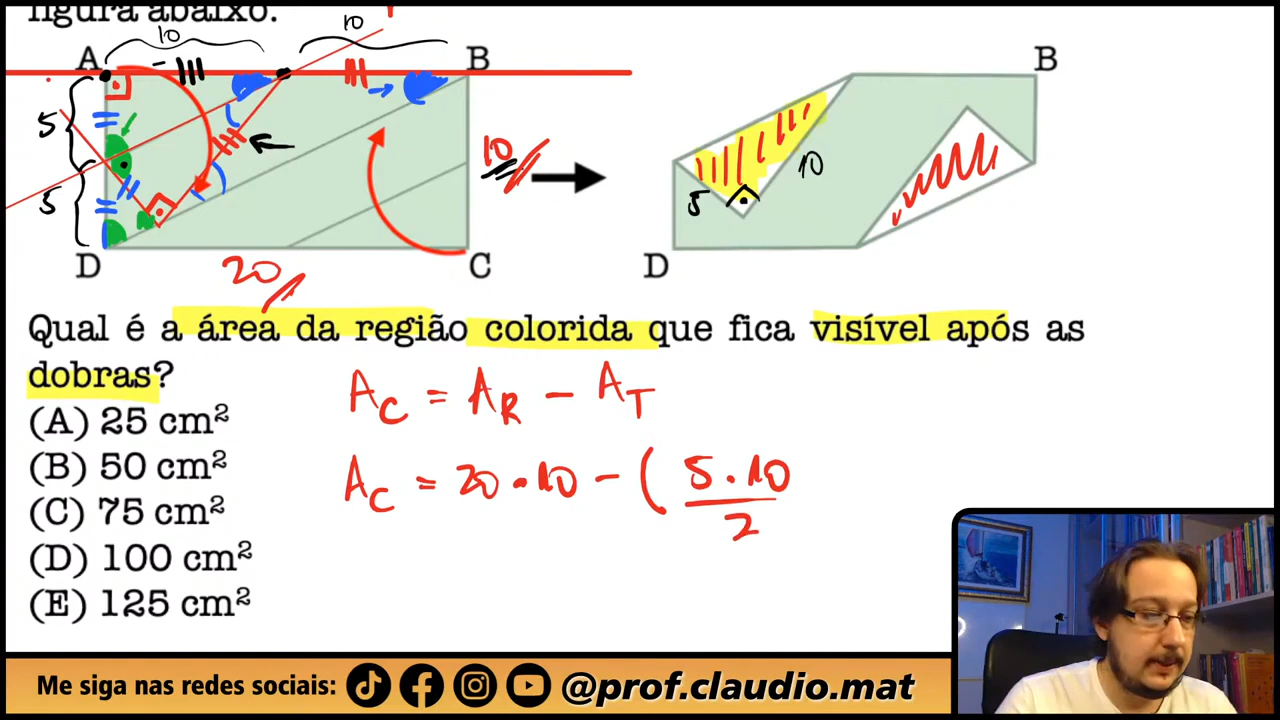 figura abaixo.
10
10
A
B
5
5
10
D
20
C
B
5
10
D
Qual é a área da região colorida que fica visível após as
dobras?
(A) 25 cm²
(B) 50 cm²
(C) 75 cm²
(D) 100 cm²
(E) 125 cm²
A_C = A_R - A_T
A_C = 20 · 10 - ( 5 · 10 / 2
Me siga nas redes sociais: @prof.claudio.mat